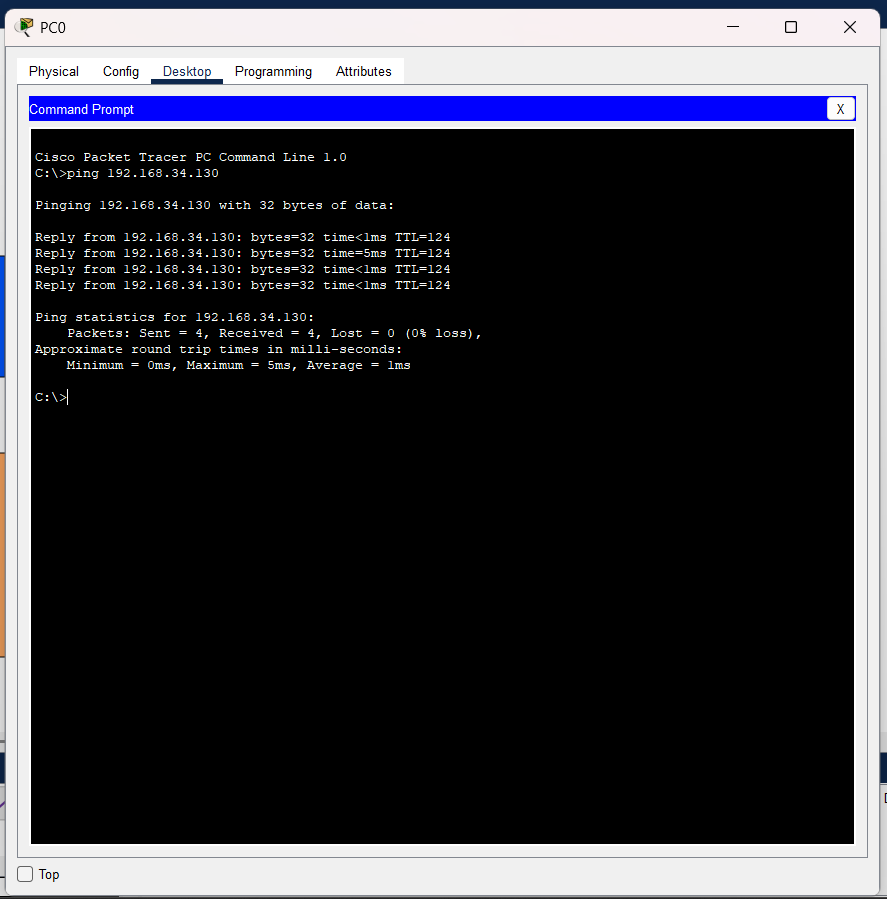 PC0
Physical Config Desktop Programming Attributes
Command Prompt X
Cisco Packet Tracer PC Command Line 1.0
C:\>ping 192.168.34.130
Pinging 192.168.34.130 with 32 bytes of data:
Reply from 192.168.34.130: bytes=32 time<1ms TTL=124
Reply from 192.168.34.130: bytes=32 time=5ms TTL=124
Reply from 192.168.34.130: bytes=32 time<1ms TTL=124
Reply from 192.168.34.130: bytes=32 time<1ms TTL=124
Ping statistics for 192.168.34.130:
Packets: Sent = 4, Received = 4, Lost = 0 (0% loss),
Approximate round trip times in milli-seconds:
Minimum = 0ms, Maximum = 5ms, Average = 1ms
C:\>
Top